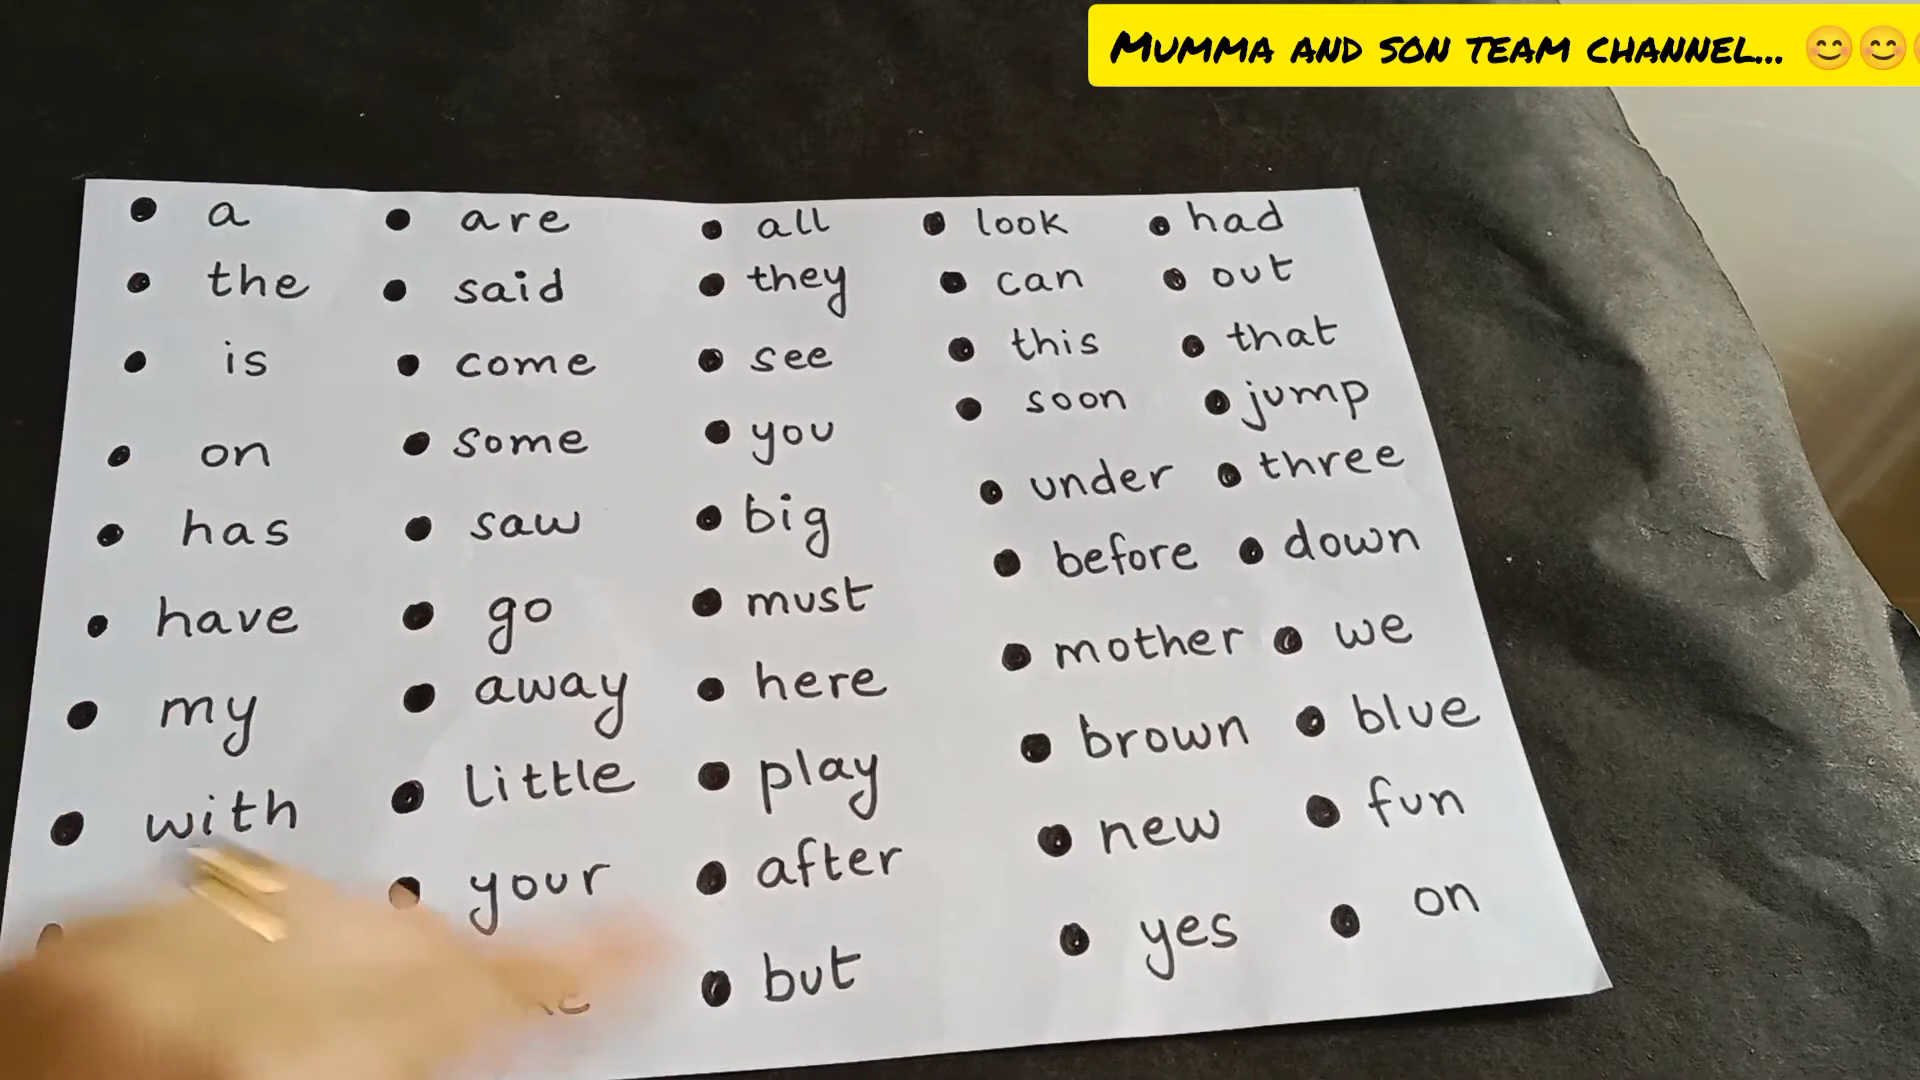 MUMMA AND SON TEAM CHANNEL... 😊😊
• a • are • all • look • had
• the • said • they • can • out
• is • come • see • this • that
• on • some • you • soon • jump
• has • saw • big • under • three
• have • go • must • before • down
• my • away • here • mother • we
• with • little • play • brown • blue
• your • after • new • fun
• but • yes • on